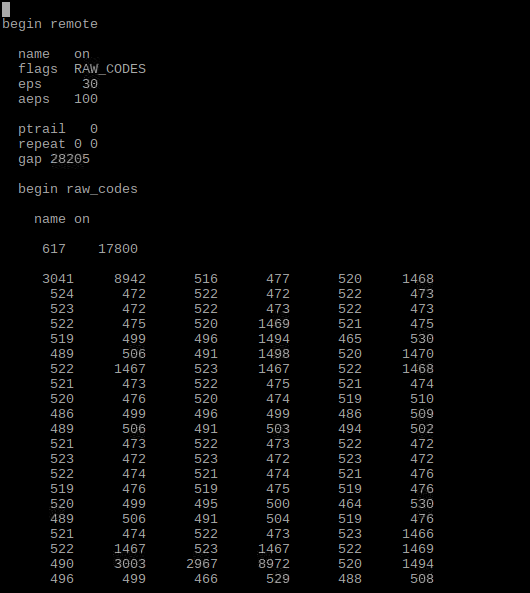 begin remote
name on
flags RAW_CODES
eps 30
aeps 100
ptrail 0
repeat 0 0
gap 28205
begin raw_codes
name on
617 17800
3041 8942 516 477 520 1468
524 472 522 472 522 473
523 472 522 473 522 473
522 475 520 1469 521 475
519 499 496 1494 465 530
489 506 491 1498 520 1470
522 1467 523 1467 522 1468
521 473 522 475 521 474
520 476 520 474 519 510
486 499 496 499 486 509
489 506 491 503 494 502
521 473 522 473 522 472
523 472 523 472 523 472
522 474 521 474 521 476
519 476 519 475 519 476
520 499 495 500 464 530
489 506 491 504 519 476
521 474 522 473 523 1466
522 1467 523 1467 522 1469
490 3003 2967 8972 520 1494
496 499 466 529 488 508